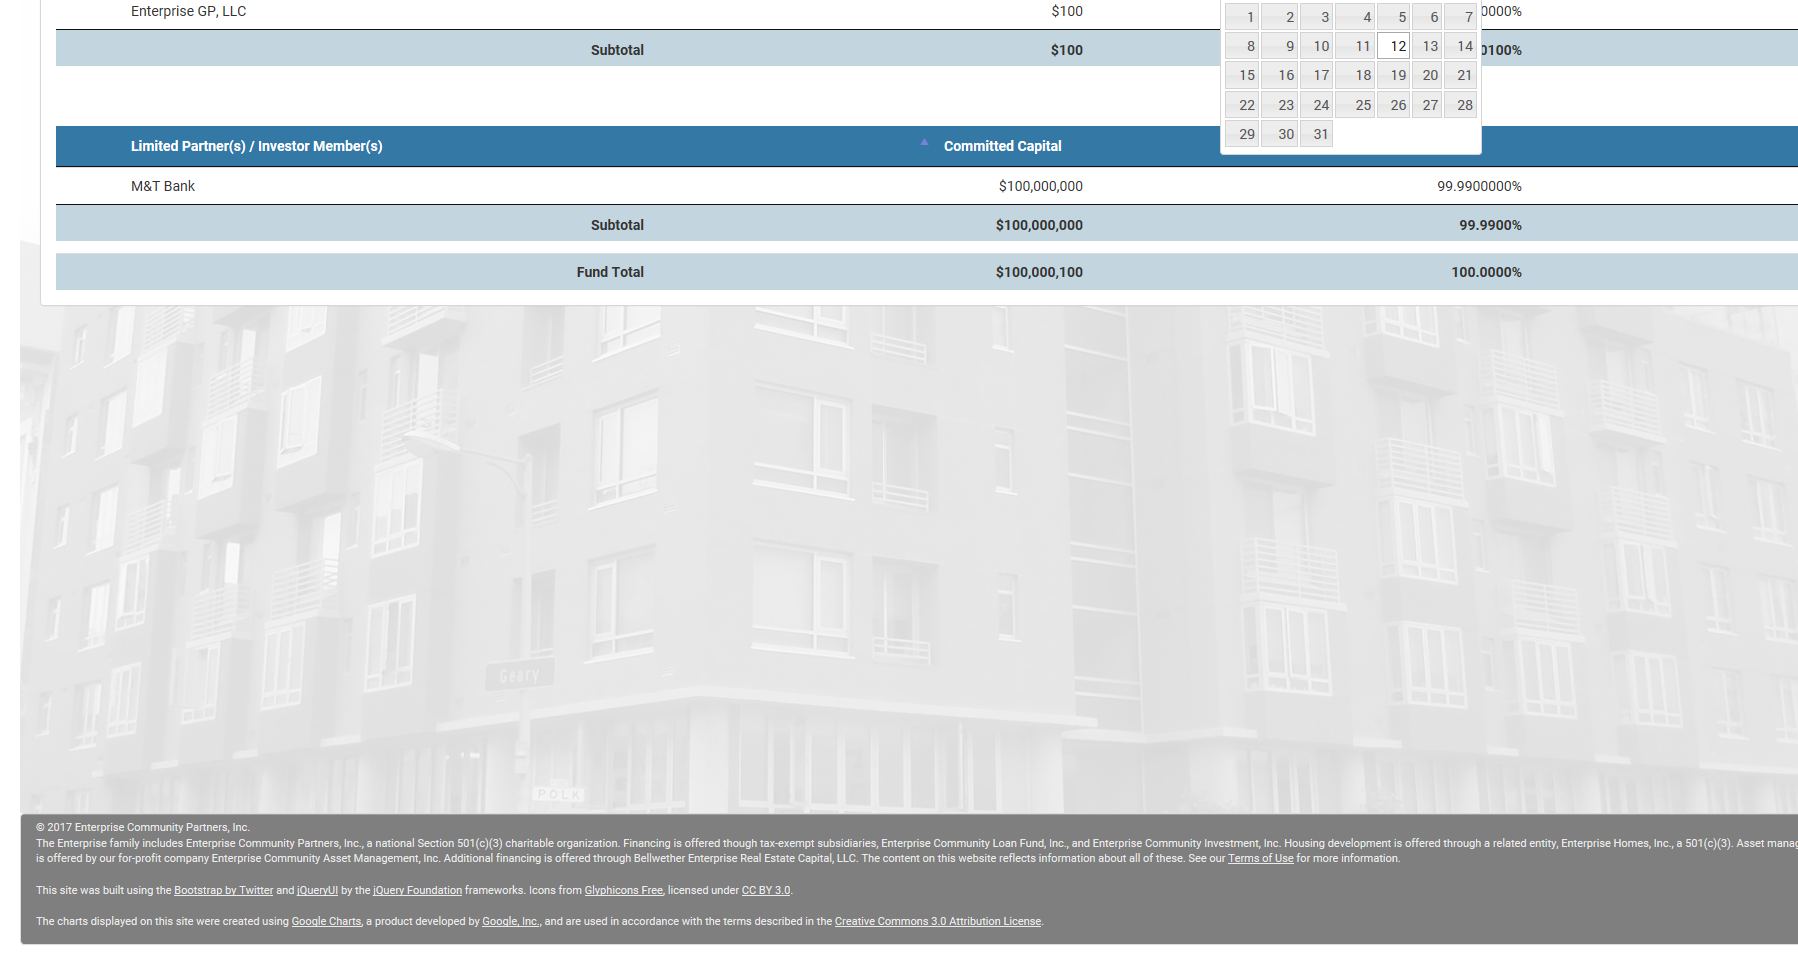 Enterprise GP, LLC $100 0000%
Subtotal $100 0100%
1 2 3 4 5 6 7
8 9 10 11 12 13 14
15 16 17 18 19 20 21
22 23 24 25 26 27 28
29 30 31
Limited Partner(s) / Investor Member(s) Committed Capital
M&T Bank $100,000,000 99.9900000%
Subtotal $100,000,000 99.9900%
Fund Total $100,000,100 100.0000%
Geary
POLK
© 2017 Enterprise Community Partners, Inc.
The Enterprise family includes Enterprise Community Partners, Inc., a national Section 501(c)(3) charitable organization. Financing is offered though tax-exempt subsidiaries, Enterprise Community Loan Fund, Inc., and Enterprise Community Investment, Inc. Housing development is offered through a related entity, Enterprise Homes, Inc., a 501(c)(3). Asset manag
is offered by our for-profit company Enterprise Community Asset Management, Inc. Additional financing is offered through Bellwether Enterprise Real Estate Capital, LLC. The content on this website reflects information about all of these. See our Terms of Use for more information.
This site was built using the Bootstrap by Twitter and jQueryUI by the jQuery Foundation frameworks. Icons from Glyphicons Free, licensed under CC BY 3.0.
The charts displayed on this site were created using Google Charts, a product developed by Google, Inc., and are used in accordance with the terms described in the Creative Commons 3.0 Attribution License.